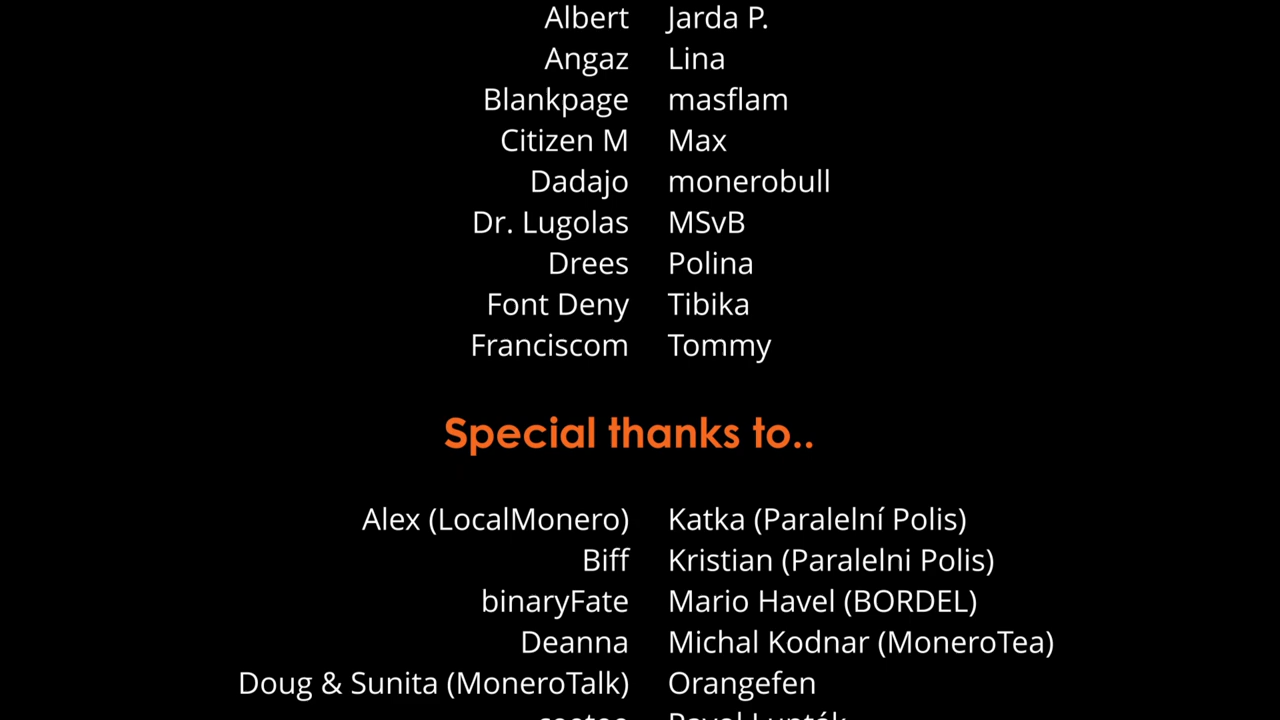 Albert Jarda P.
Angaz Lina
Blankpage masflam
Citizen M Max
Dadajo monerobull
Dr. Lugolas MSvB
Drees Polina
Font Deny Tibika
Franciscom Tommy
Special thanks to..
Alex (LocalMonero) Katka (Paralelní Polis)
Biff Kristian (Paralelni Polis)
binaryFate Mario Havel (BORDEL)
Deanna Michal Kodnar (MoneroTea)
Doug & Sunita (MoneroTalk) Orangefen
Pavel